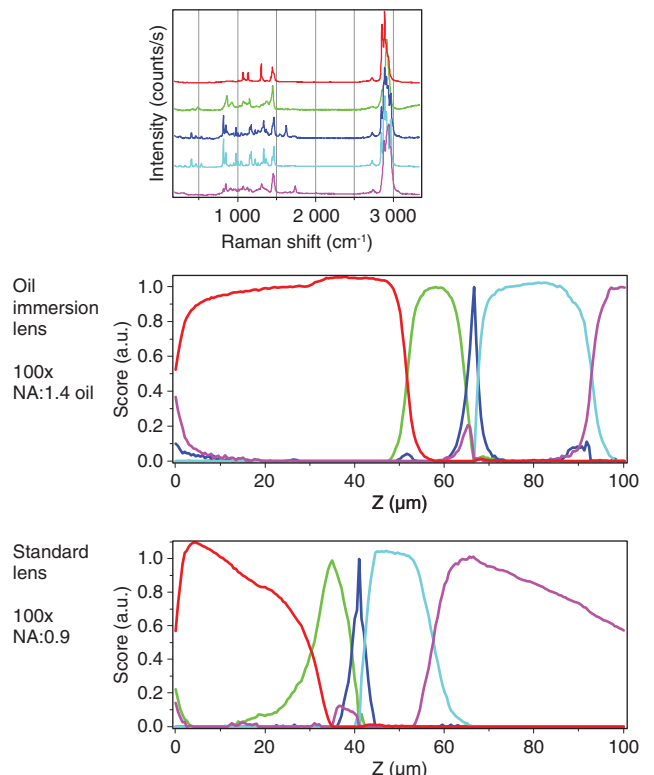 Intensity (counts/s)
1 000 2 000 3 000
Raman shift (cm⁻¹)
Oil
immersion
lens
100x
NA:1.4 oil
Score (a.u.)
1.0
0.8
0.6
0.4
0.2
0.0
0 20 40 60 80 100
Z (µm)
Standard
lens
100x
NA:0.9
Score (a.u.)
1.0
0.8
0.6
0.4
0.2
0.0
0 20 40 60 80 100
Z (µm)